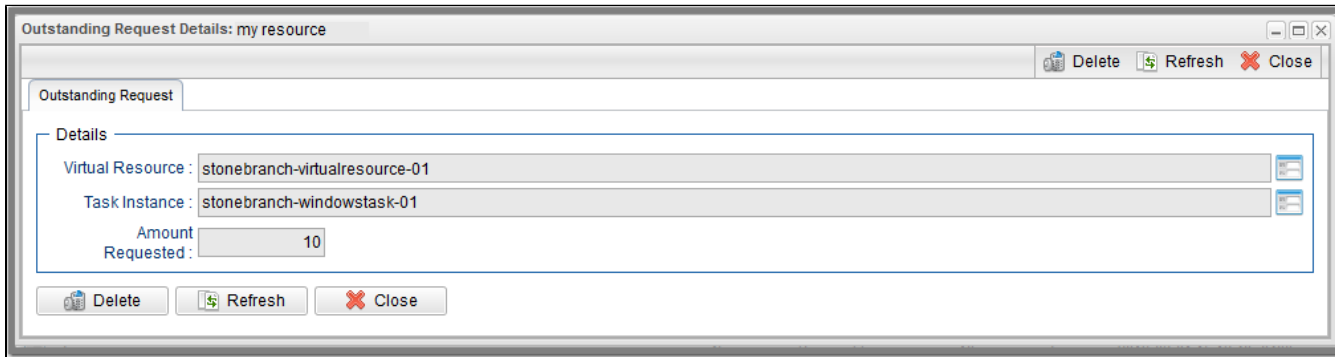 Outstanding Request Details: my resource
Delete Refresh Close
Outstanding Request
Details
Virtual Resource : stonebranch-virtualresource-01
Task Instance : stonebranch-windowstask-01
Amount
Requested : 10
Delete Refresh Close